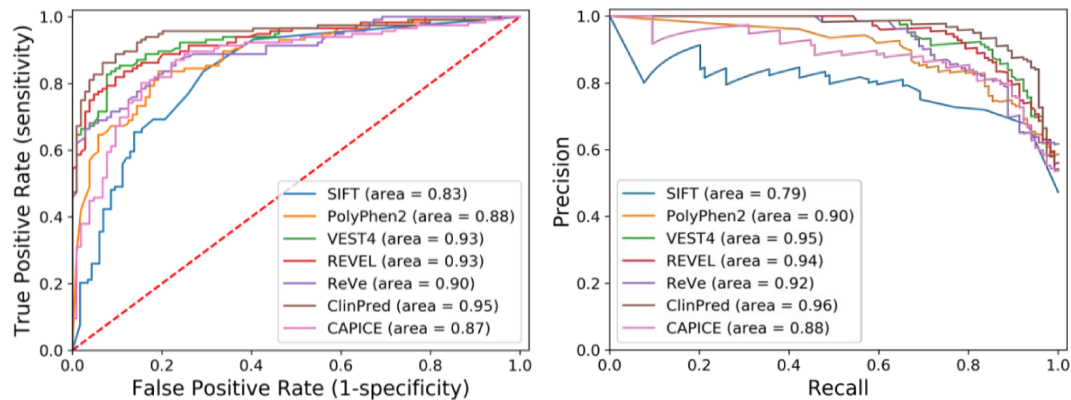 1.0
0.8
0.6
0.4
0.2
0.0
True Positive Rate (sensitivity)
SIFT (area = 0.83)
PolyPhen2 (area = 0.88)
VEST4 (area = 0.93)
REVEL (area = 0.93)
ReVe (area = 0.90)
ClinPred (area = 0.95)
CAPICE (area = 0.87)
0.0 0.2 0.4 0.6 0.8 1.0
False Positive Rate (1-specificity)
1.0
0.8
0.6
0.4
0.2
0.0
Precision
SIFT (area = 0.79)
PolyPhen2 (area = 0.90)
VEST4 (area = 0.95)
REVEL (area = 0.94)
ReVe (area = 0.92)
ClinPred (area = 0.96)
CAPICE (area = 0.88)
0.0 0.2 0.4 0.6 0.8 1.0
Recall